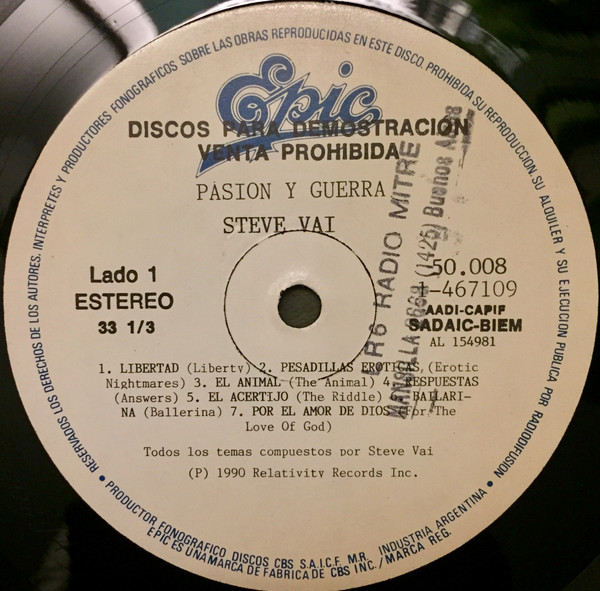 RESERVADOS LOS DERECHOS DE LOS AUTORES, INTERPRETES Y PRODUCTORES FONOGRAFICOS SOBRE LAS OBRAS REPRODUCIDAS EN ESTE DISCO. PROHIBIDA SU REPRODUCCION, SU ALQUILER Y SU EJECUCION PUBLICA POR RADIODIFUSION
Epic
DISCOS PARA DEMOSTRACIÓN
VENTA PROHIBIDA
PASION Y GUERRA
STEVE VAI
LR6 RADIO MITRE
(1425) Buenos
Lado 1
ESTEREO
33 1/3
50.008
1-467109
AADI-CAPIF
SADAIC-BIEM
AL 154981
1. LIBERTAD (Liberty) 2. PESADILLAS EROTICAS (Erotic
Nightmares) 3. EL ANIMAL (The Animal) 4. RESPUESTAS
(Answers) 5. EL ACERTIJO (The Riddle) 6. BAILARI-
NA (Ballerina) 7. POR EL AMOR DE DIOS (For The
Love Of God)
Todos los temas compuestos por Steve Vai
(P) 1990 Relativity Records Inc.
• PRODUCTOR FONOGRAFICO DISCOS CBS S.A.I.C.F. M.R. INDUSTRIA ARGENTINA •
EPIC ES UNA MARCA DE FABRICA DE CBS INC. / MARCA REG.